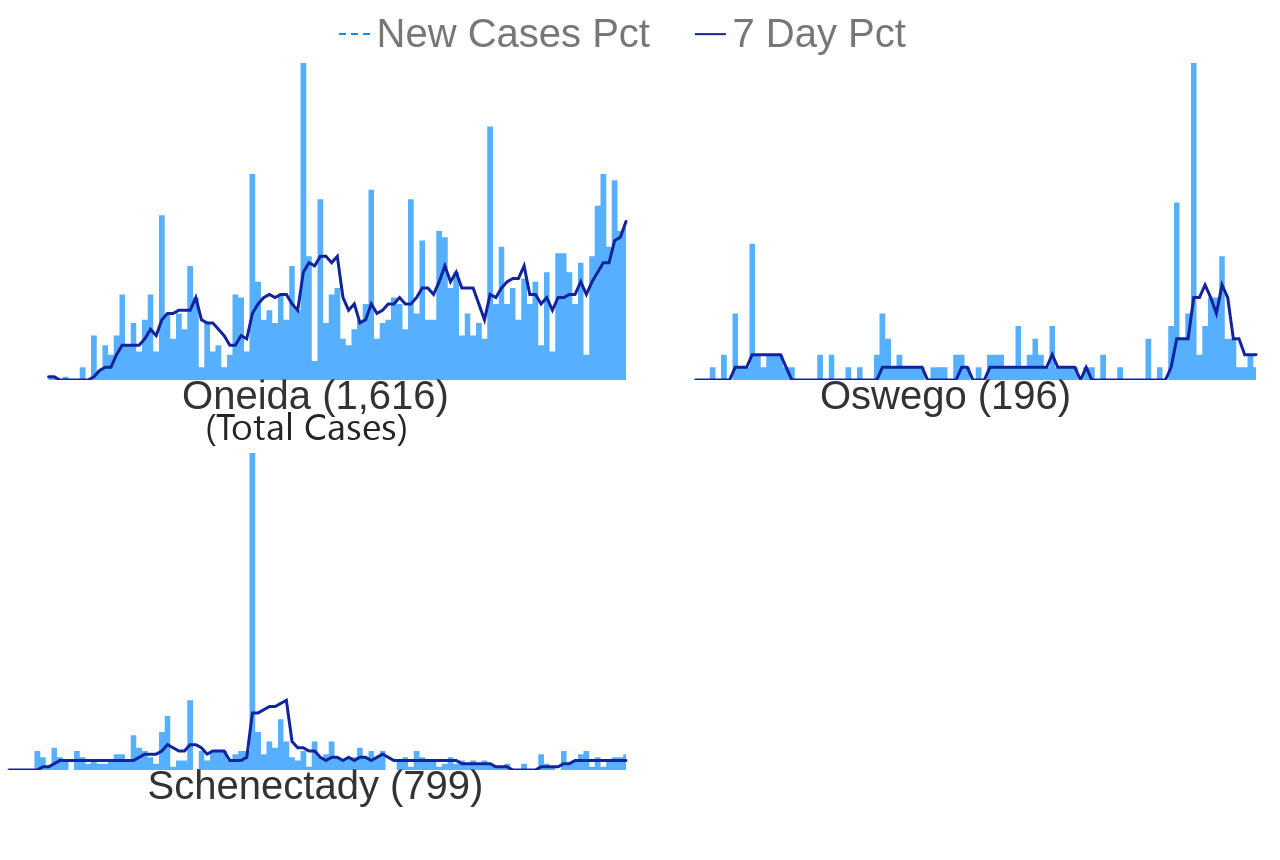 New Cases Pct 7 Day Pct
Oneida (1,616)
(Total Cases)
Oswego (196)
Schenectady (799)